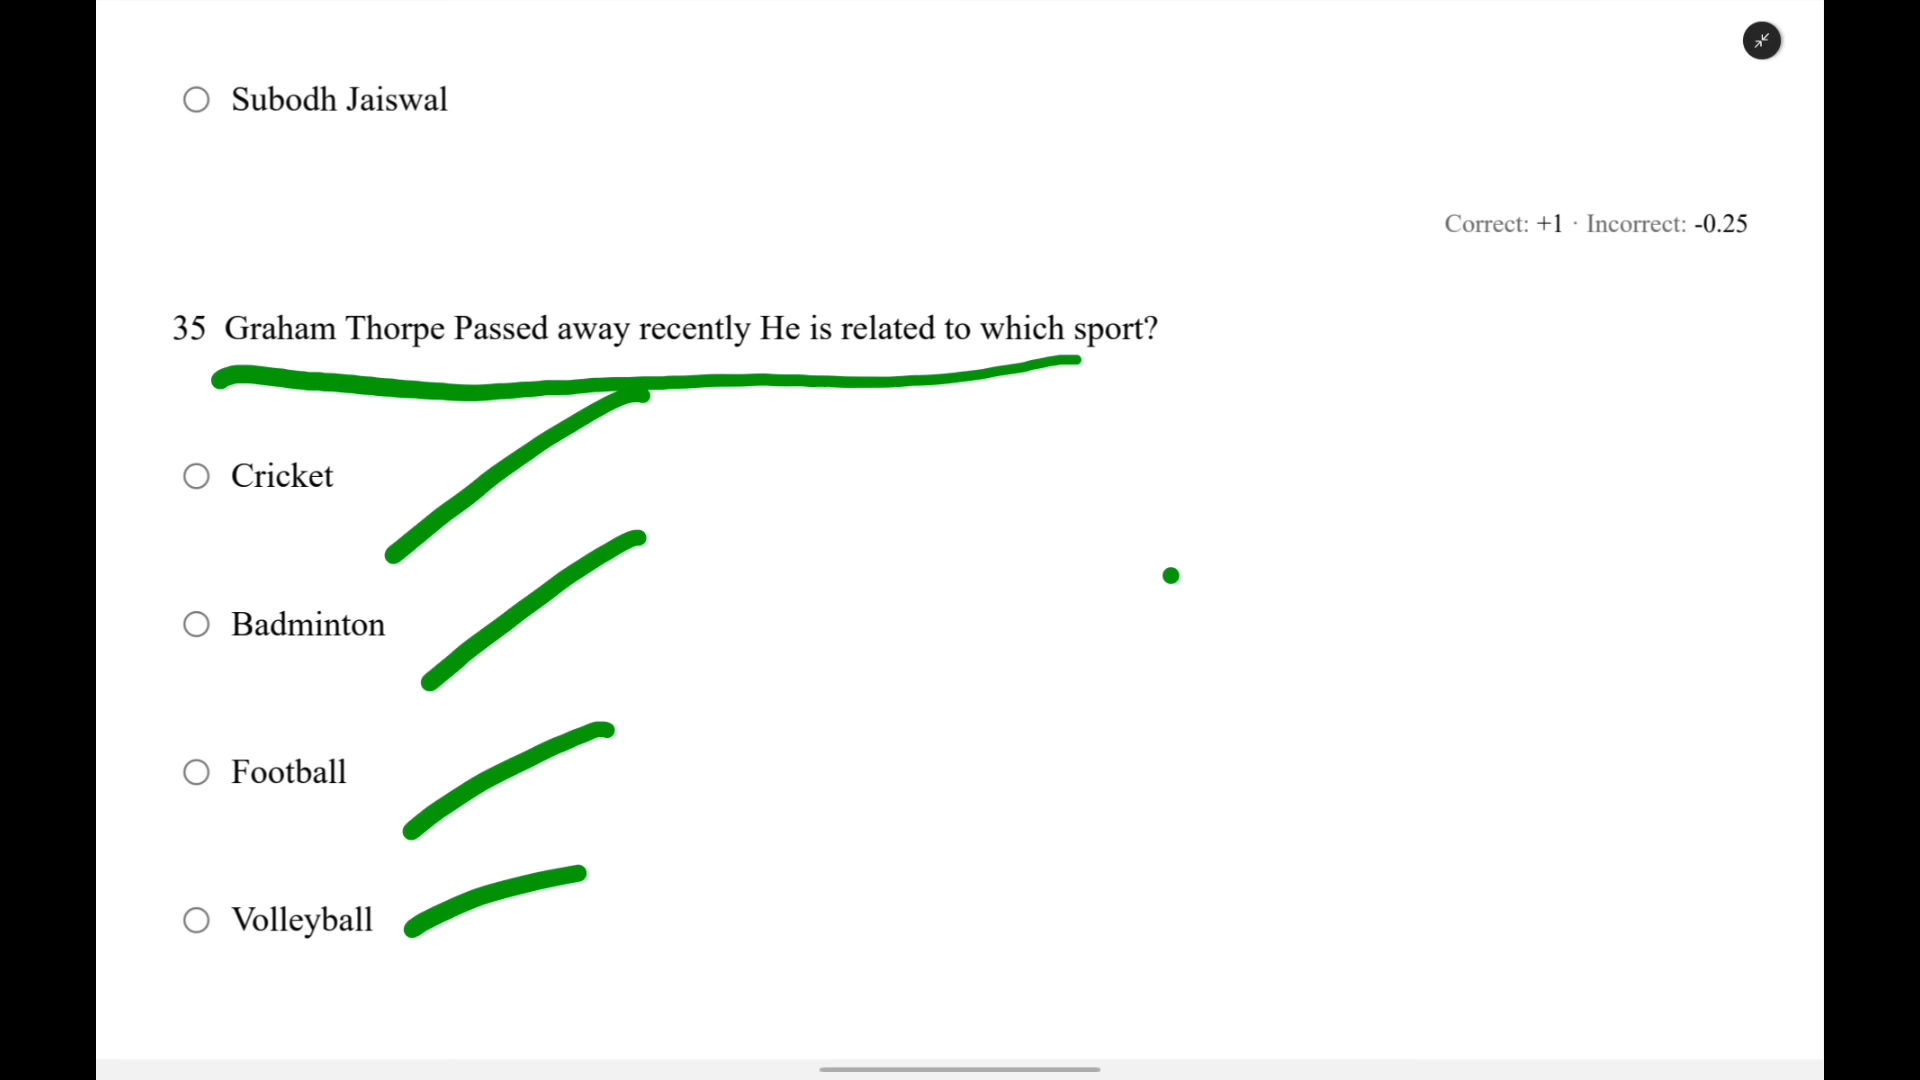 Subodh Jaiswal
Correct: +1 · Incorrect: -0.25
35 Graham Thorpe Passed away recently He is related to which sport?
Cricket
Badminton
Football
Volleyball